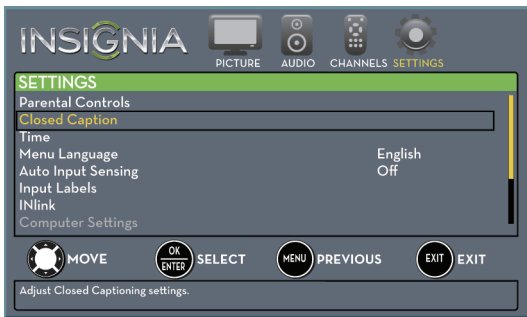 INSIGNIA
PICTURE AUDIO CHANNELS SETTINGS
SETTINGS
Parental Controls
Closed Caption
Time
Menu Language English
Auto Input Sensing Off
Input Labels
INlink
Computer Settings
MOVE OK ENTER SELECT MENU PREVIOUS EXIT EXIT
Adjust Closed Captioning settings.